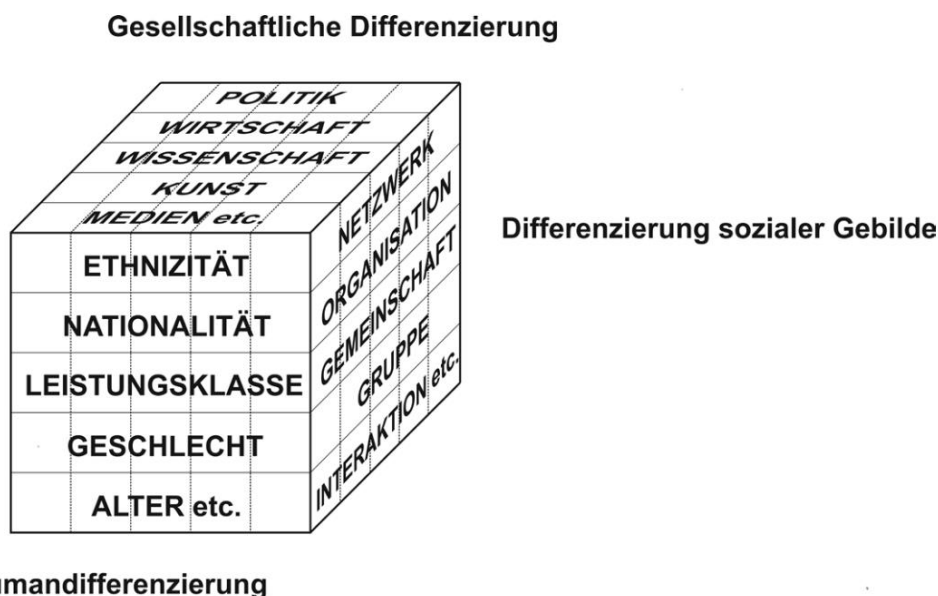 Gesellschaftliche Differenzierung
POLITIK
WIRTSCHAFT
WISSENSCHAFT
KUNST
MEDIEN etc.
NETZWERK
ORGANISATION
GEMEINSCHAFT
GRUPPE
INTERAKTION etc.
Differenzierung sozialer Gebilde
ETHNIZITÄT
NATIONALITÄT
LEISTUNGSKLASSE
GESCHLECHT
ALTER etc.
umandifferenzierung